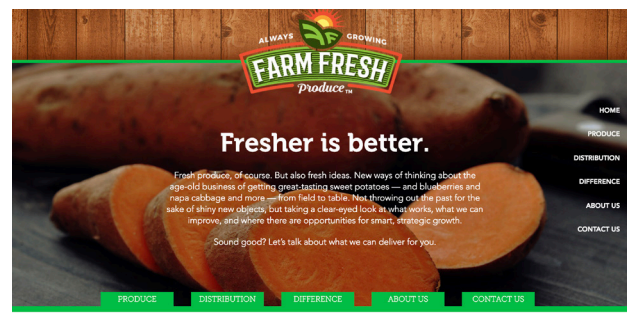 ALWAYS GROWING
FARM FRESH
Produce TM
HOME
PRODUCE
DISTRIBUTION
DIFFERENCE
ABOUT US
CONTACT US
Fresher is better.
Fresh produce, of course. But also fresh ideas. New ways of thinking about the
age-old business of getting great-tasting sweet potatoes — and blueberries and
napa cabbage and more — from field to table. Not throwing out the past for the
sake of shiny new objects, but taking a clear-eyed look at what works, what we can
improve, and where there are opportunities for smart, strategic growth.
Sound good? Let's talk about what we can deliver for you.
PRODUCE DISTRIBUTION DIFFERENCE ABOUT US CONTACT US